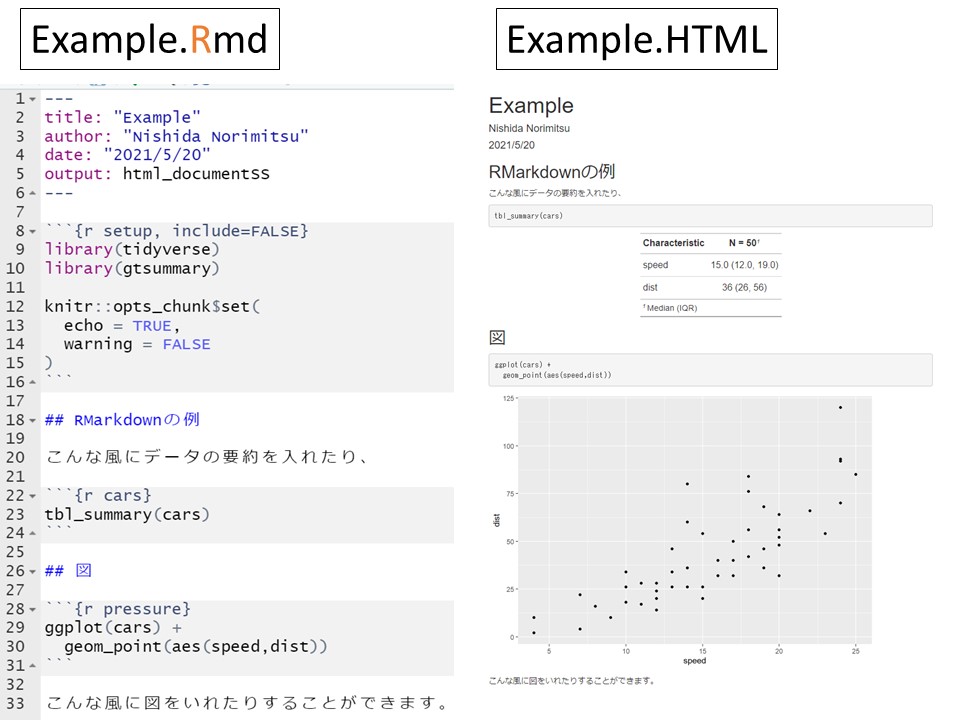 Example.Rmd
1 ---
2 title: "Example"
3 author: "Nishida Norimitsu"
4 date: "2021/5/20"
5 output: html_documentSS
6 ---
7
8 ```{r setup, include=FALSE}
9 library(tidyverse)
10 library(gtsummary)
11
12 knitr::opts_chunk$set(
13   echo = TRUE,
14   warning = FALSE
15 )
16 ```
17
18 ## RMarkdownの例
19
20 こんな風にデータの要約を入れたり、
21
22 ```{r cars}
23 tbl_summary(cars)
24 ```
25
26 ## 図
27
28 ```{r pressure}
29 ggplot(cars) +
30   geom_point(aes(speed,dist))
31 ```
32
33 こんな風に図をいれたりすることができます。
Example.HTML
Example
Nishida Norimitsu
2021/5/20
RMarkdownの例
こんな風にデータの要約を入れたり、
tbl_summary(cars)
Characteristic N = 50†
speed 15.0 (12.0, 19.0)
dist 36 (26, 56)
† Median (IQR)
図
ggplot(cars) +
  geom_point(aes(speed,dist))
125
100
75
50
25
0
dist
5 10 15 20 25
speed
こんな風に図をいれたりすることができます。